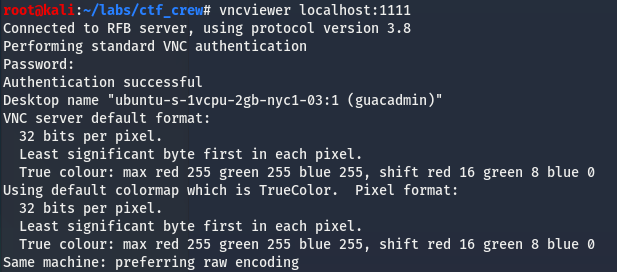 root@kali:~/labs/ctf_crew# vncviewer localhost:1111
Connected to RFB server, using protocol version 3.8
Performing standard VNC authentication
Password:
Authentication successful
Desktop name "ubuntu-s-1vcpu-2gb-nyc1-03:1 (guacadmin)"
VNC server default format:
  32 bits per pixel.
  Least significant byte first in each pixel.
  True colour: max red 255 green 255 blue 255, shift red 16 green 8 blue 0
Using default colormap which is TrueColor.  Pixel format:
  32 bits per pixel.
  Least significant byte first in each pixel.
  True colour: max red 255 green 255 blue 255, shift red 16 green 8 blue 0
Same machine: preferring raw encoding